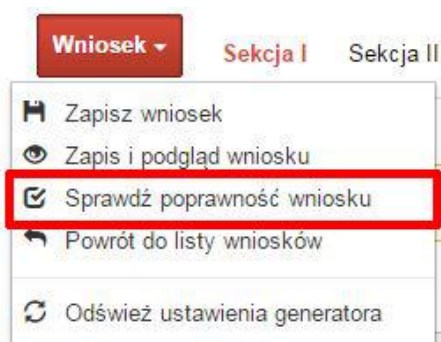 Wniosek Sekcja I Sekcja II
Zapisz wniosek
Zapis i podgląd wniosku
Sprawdź poprawność wniosku
Powrót do listy wniosków
Odśwież ustawienia generatora